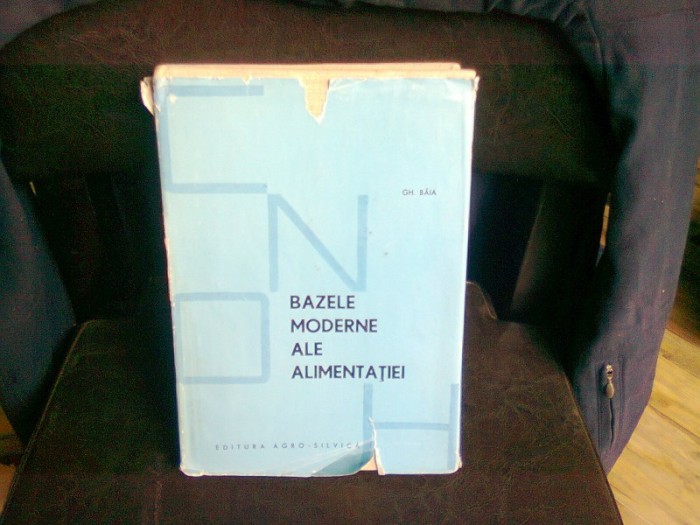 C
N
O
H
GH. BĂIA
BAZELE
MODERNE
ALE
ALIMENTAȚIEI
EDITURA AGRO-SILVICĂ